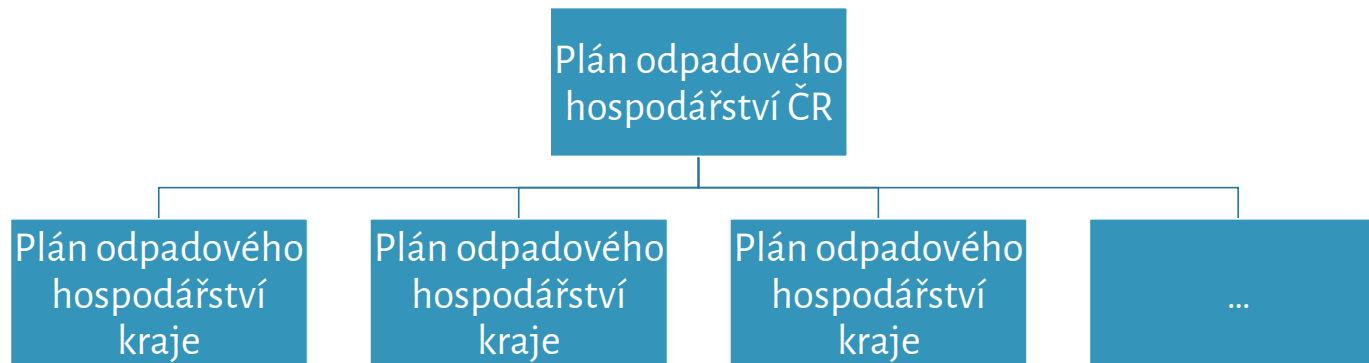 Plán odpadového
hospodářství ČR
Plán odpadového
hospodářství
kraje
Plán odpadového
hospodářství
kraje
Plán odpadového
hospodářství
kraje
...